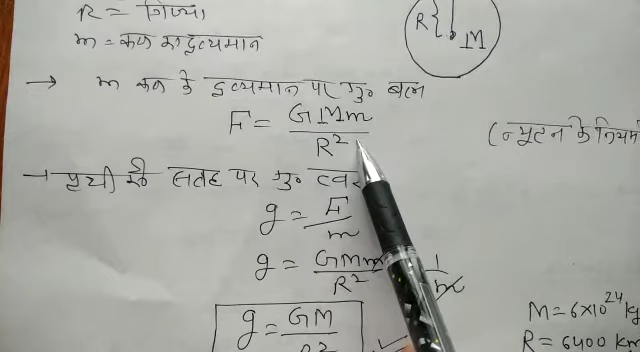 R = त्रिज्या
R{ M
m = कण का द्रव्यमान
→ m कण के द्रव्यमान पर गु० बल
F = GMm / R²
(न्यूटन के नियम
→ पृथ्वी की सतह पर गु० त्वर
g = F / m
g = GMm / R² 1 / m
g = GM / R²
M = 6×10²⁴ kg
R = 6400 km